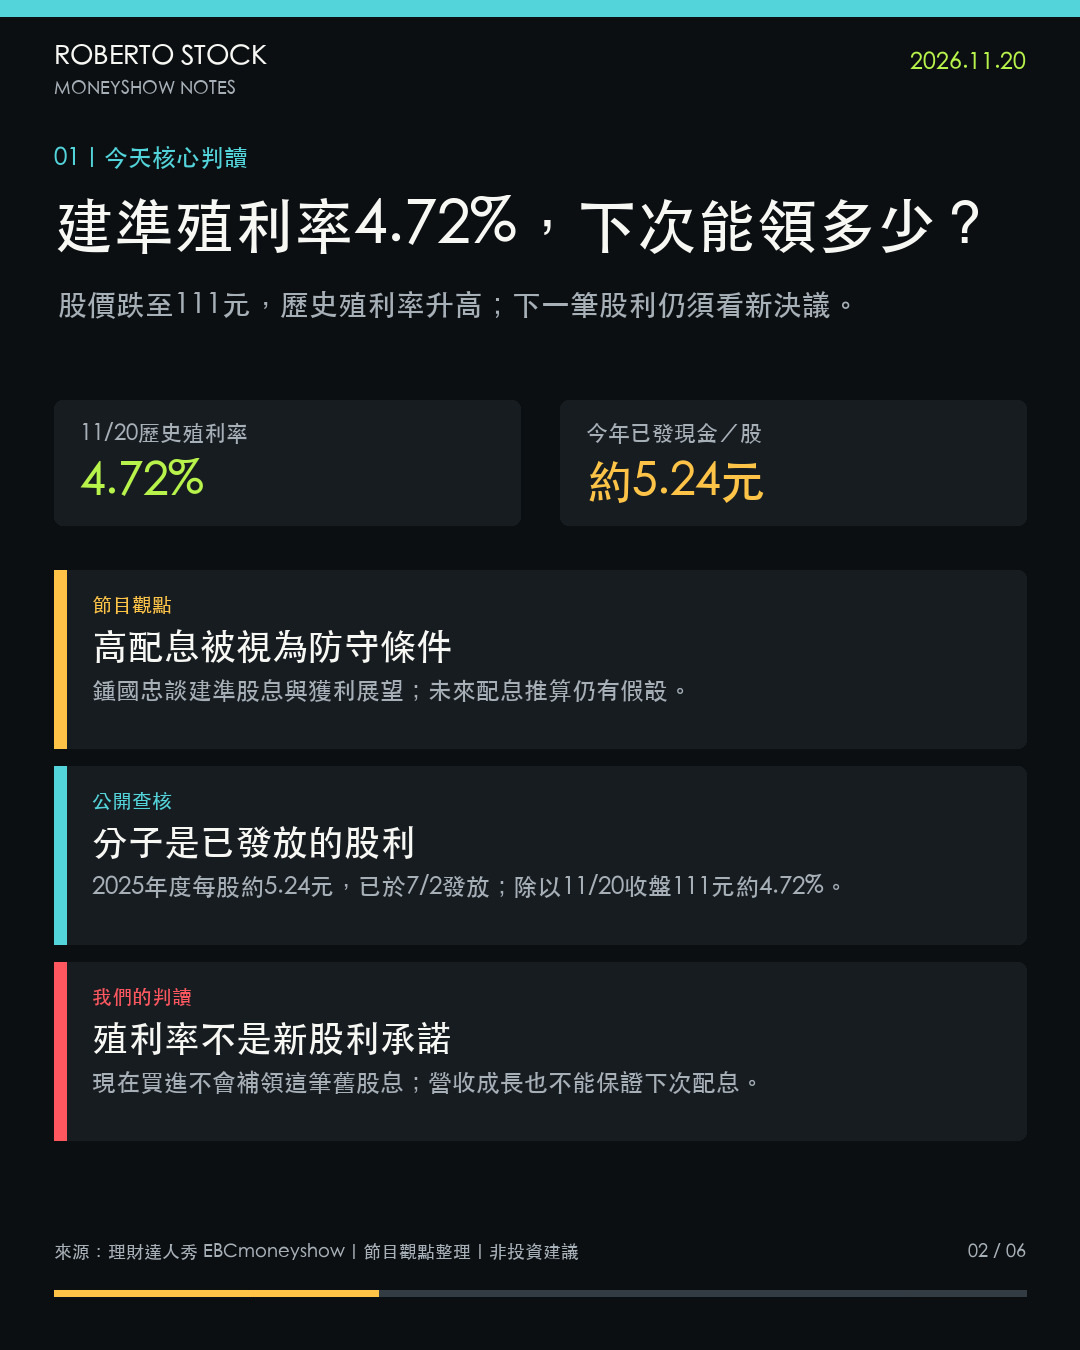 ROBERTO STOCK
MONEYSHOW NOTES
2026.11.20
01｜今天核心判讀
建準殖利率4.72%，下次能領多少？
股價跌至111元，歷史殖利率升高；下一筆股利仍須看新決議。
11/20歷史殖利率
4.72%
今年已發現金／股
約5.24元
節目觀點
高配息被視為防守條件
鍾國忠談建準股息與獲利展望；未來配息推算仍有假設。
公開查核
分子是已發放的股利
2025年度每股約5.24元，已於7/2發放；除以11/20收盤111元約4.72%。
我們的判讀
殖利率不是新股利承諾
現在買進不會補領這筆舊股息；營收成長也不能保證下次配息。
來源：理財達人秀 EBCmoneyshow｜節目觀點整理｜非投資建議
02 / 06